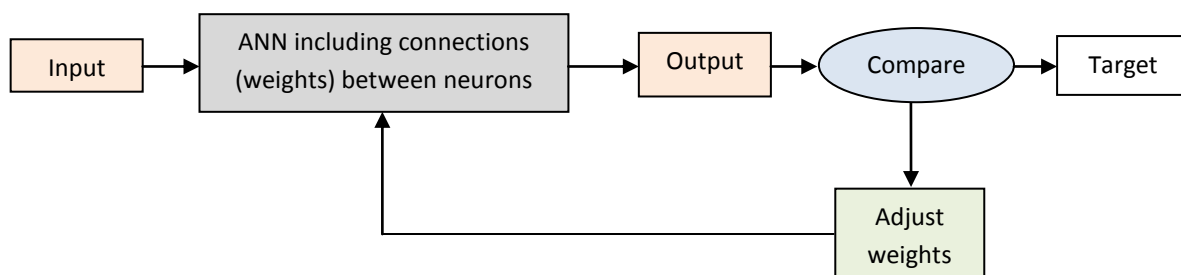 Input
ANN including connections
(weights) between neurons
Output
Compare
Target
Adjust
weights